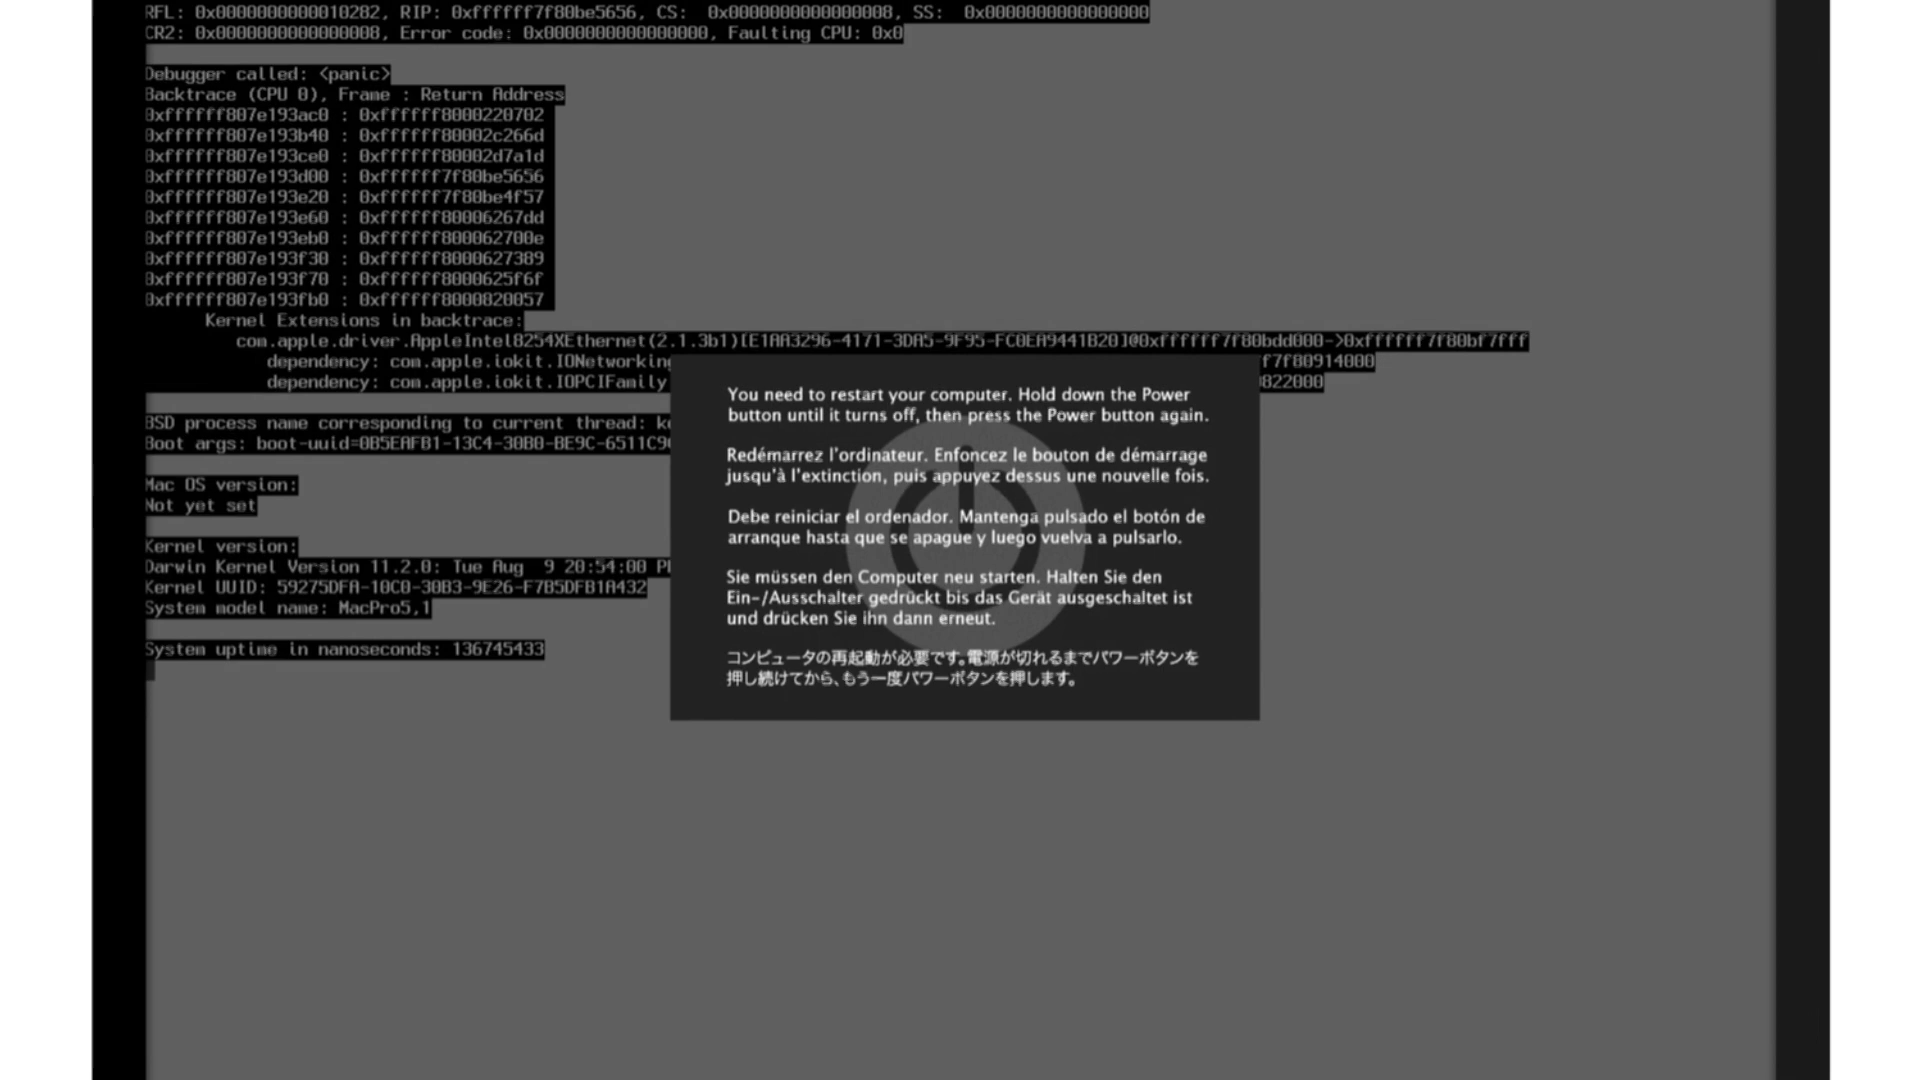 RFL: 0x0000000000010282, RIP: 0xffffff7f80be5656, CS:  0x0000000000000008, SS:  0x0000000000000000
CR2: 0x0000000000000008, Error code: 0x0000000000000000, Faulting CPU: 0x0
Debugger called: <panic>
Backtrace (CPU 0), Frame : Return Address
0xffffff807e193ac0 : 0xffffff8000220702
0xffffff807e193b40 : 0xffffff80002c266d
0xffffff807e193ce0 : 0xffffff80002d7a1d
0xffffff807e193d00 : 0xffffff7f80be5656
0xffffff807e193e20 : 0xffffff7f80be4f57
0xffffff807e193e60 : 0xffffff80006267dd
0xffffff807e193eb0 : 0xffffff800062700e
0xffffff807e193f30 : 0xffffff8000627389
0xffffff807e193f70 : 0xffffff8000625f6f
0xffffff807e193fb0 : 0xffffff8000820057
Kernel Extensions in backtrace:
com.apple.driver.AppleIntel8254XEthernet(2.1.3b1)[E1AA3296-4171-3DA5-9F95-FC0EA9441B20]@0xffffff7f80bdd000->0xffffff7f80bf7fff
dependency: com.apple.iokit.IONetworking f7f80914000
dependency: com.apple.iokit.IOPCIFamily 822000
BSD process name corresponding to current thread:
Boot args: boot-uuid=0B5EAFB1-13C4-30B0-BE9C-6511C9
Mac OS version:
Not yet set
Kernel version:
Darwin Kernel Version 11.2.0: Tue Aug  9 20:54:00
Kernel UUID: 59275DFA-10C0-30B3-9E26-F7B5DFB1A432
System model name: MacPro5,1
System uptime in nanoseconds: 136745433
You need to restart your computer. Hold down the Power
button until it turns off, then press the Power button again.
Redémarrez l'ordinateur. Enfoncez le bouton de démarrage
jusqu'à l'extinction, puis appuyez dessus une nouvelle fois.
Debe reiniciar el ordenador. Mantenga pulsado el botón de
arranque hasta que se apague y luego vuelva a pulsarlo.
Sie müssen den Computer neu starten. Halten Sie den
Ein-/Ausschalter gedrückt bis das Gerät ausgeschaltet ist
und drücken Sie ihn dann erneut.
コンピュータの再起動が必要です。電源が切れるまでパワーボタンを
押し続けてから、もう一度パワーボタンを押します。